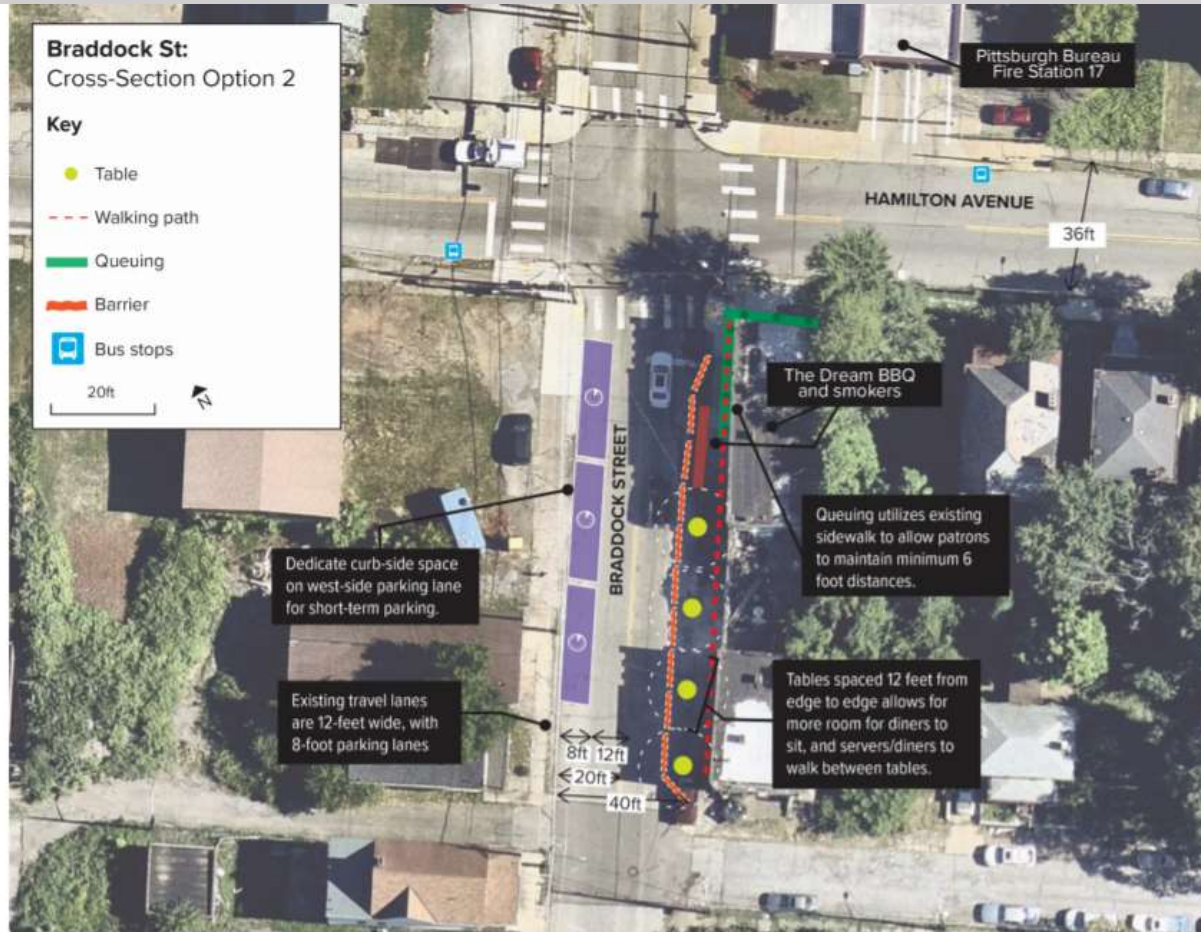 Braddock St:
Cross-Section Option 2
Key
Table
Walking path
Queuing
Barrier
Bus stops
20ft
N
Pittsburgh Bureau
Fire Station 17
HAMILTON AVENUE
36ft
The Dream BBQ
and smokers
BRADDOCK STREET
Queuing utilizes existing
sidewalk to allow patrons
to maintain minimum 6
foot distances.
Dedicate curb-side space
on west-side parking lane
for short-term parking.
Tables spaced 12 feet from
edge to edge allows for
more room for diners to
sit, and servers/diners to
walk between tables.
Existing travel lanes
are 12-feet wide, with
8-foot parking lanes
8ft 12ft
20ft
40ft